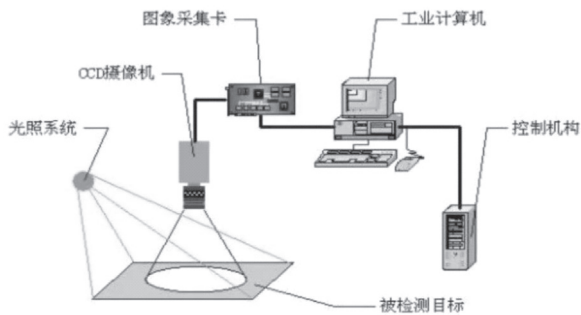 图象采集卡
工业计算机
CCD摄像机
光照系统
控制机构
被检测目标